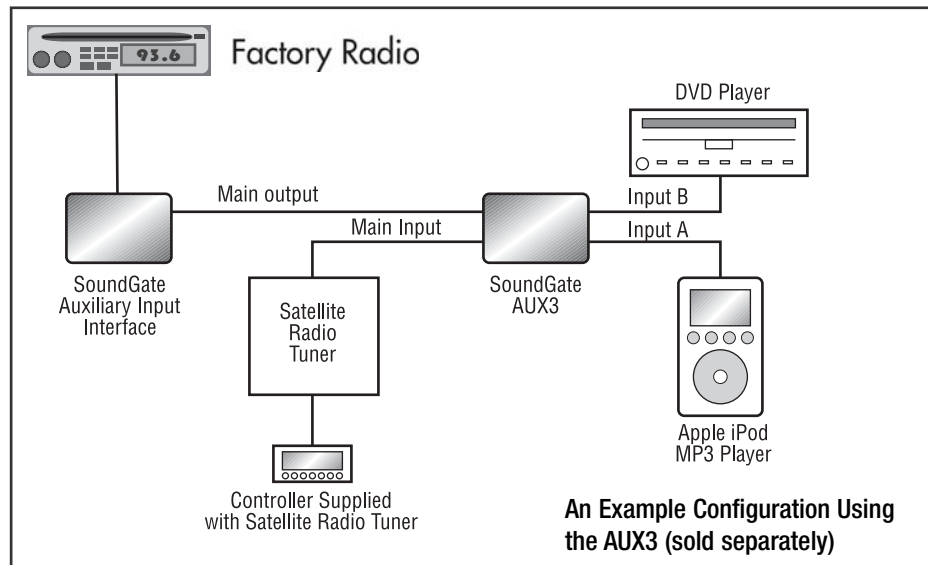 93.6
Factory Radio
DVD Player
Main output
Input B
Main Input
Input A
SoundGate
Auxiliary Input
Interface
Satellite
Radio
Tuner
SoundGate
AUX3
Apple iPod
MP3 Player
Controller Supplied
with Satellite Radio Tuner
An Example Configuration Using
the AUX3 (sold separately)